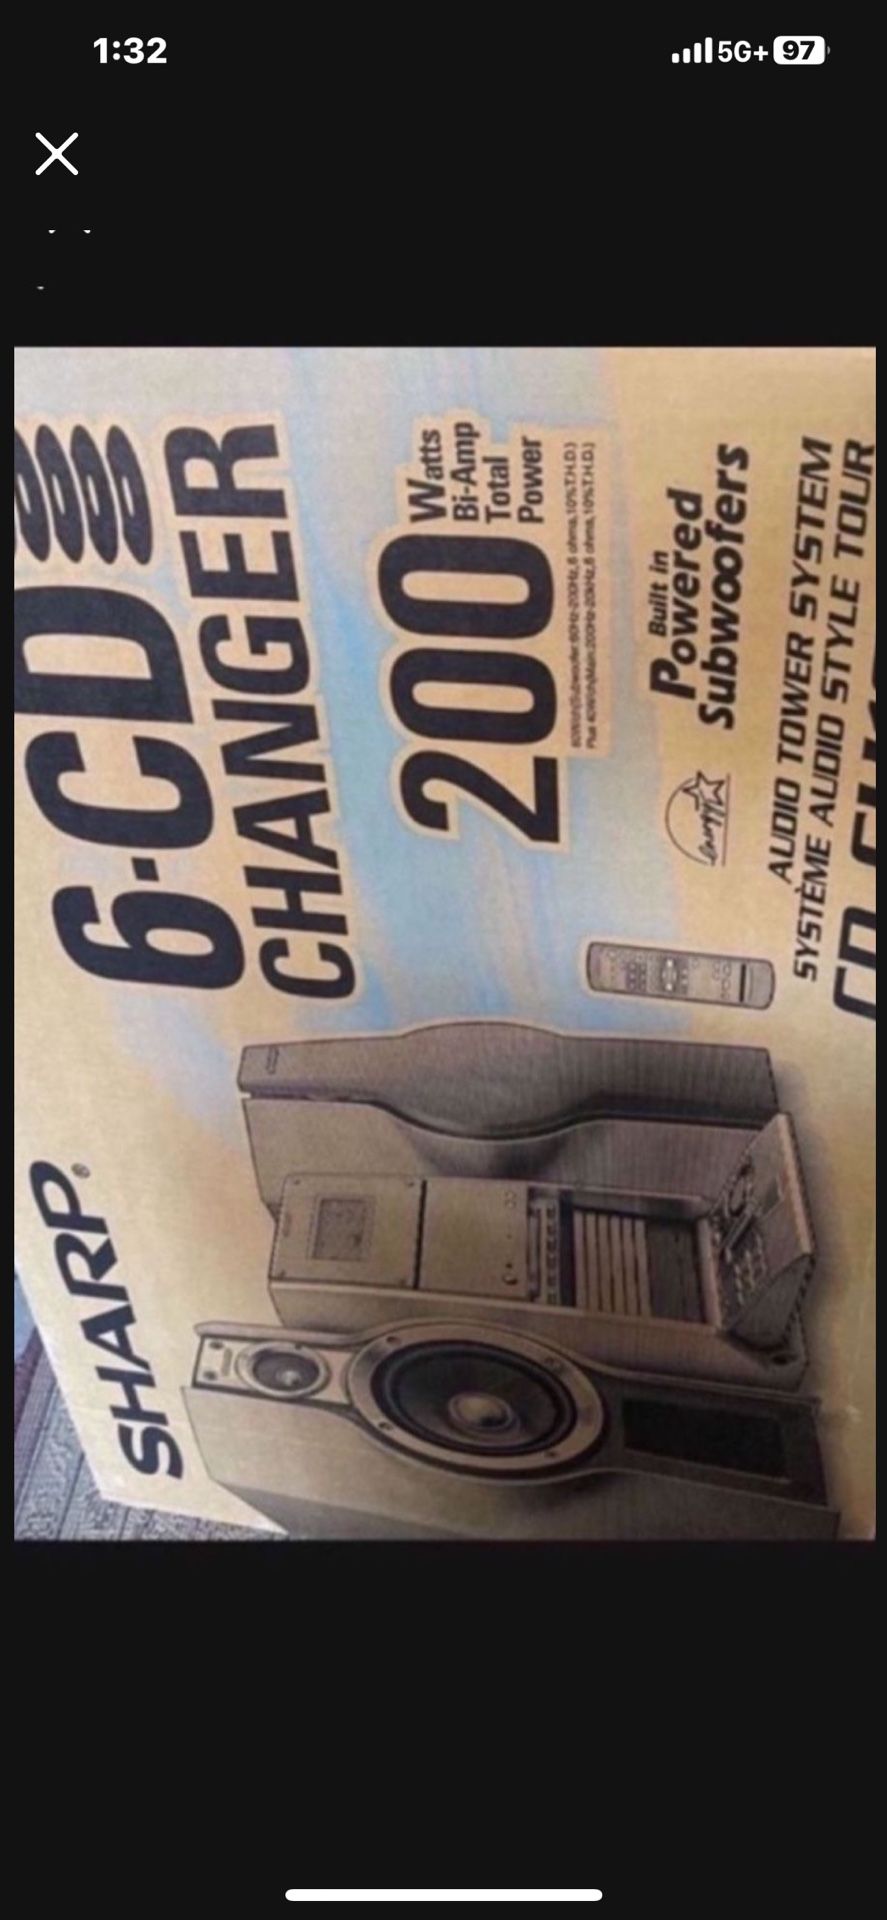 1:32
5G+ 97
SHARP®
6-CD
CHANGER
200
Watts
Bi-Amp
Total
Power
Built in
Powered
Subwoofers
energy
AUDIO TOWER SYSTEM
SYSTÈME AUDIO STYLE TOUR